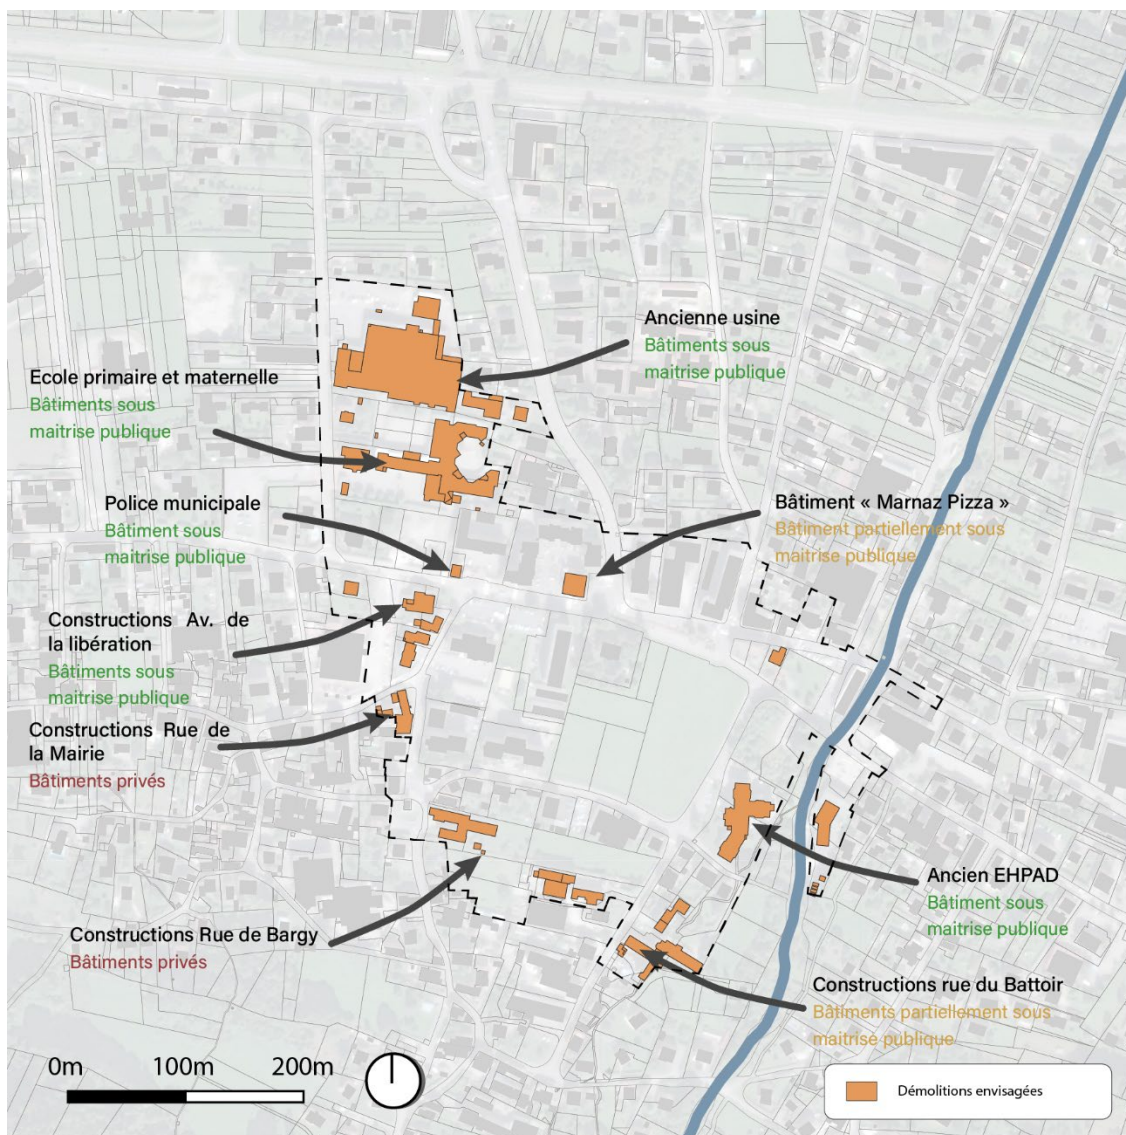 Ancienne usine
Bâtiments sous
maitrise publique
Ecole primaire et maternelle
Bâtiments sous
maitrise publique
Police municipale
Bâtiment sous
maitrise publique
Bâtiment « Marnaz Pizza »
Bâtiment partiellement sous
maitrise publique
Constructions Av. de
la libération
Bâtiments sous
maitrise publique
Constructions Rue de
la Mairie
Bâtiments privés
Ancien EHPAD
Bâtiment sous
maitrise publique
Constructions Rue de Bargy
Bâtiments privés
Constructions rue du Battoir
Bâtiments partiellement sous
maitrise publique
0m 100m 200m
Démolitions envisagées